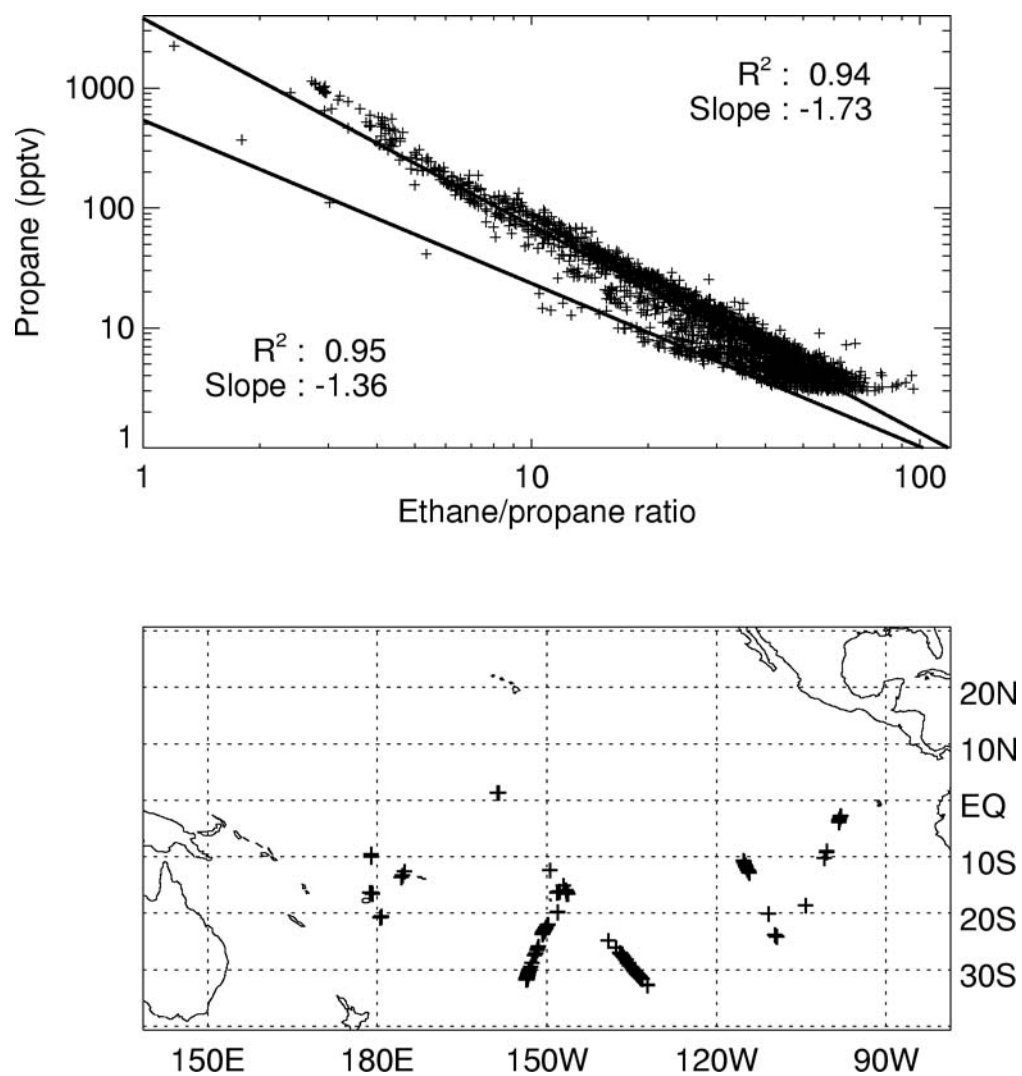 1000
100
10
1
Propane (pptv)
R² : 0.94
Slope : -1.73
R² : 0.95
Slope : -1.36
1 10 100
Ethane/propane ratio
20N
10N
EQ
10S
20S
30S
150E 180E 150W 120W 90W